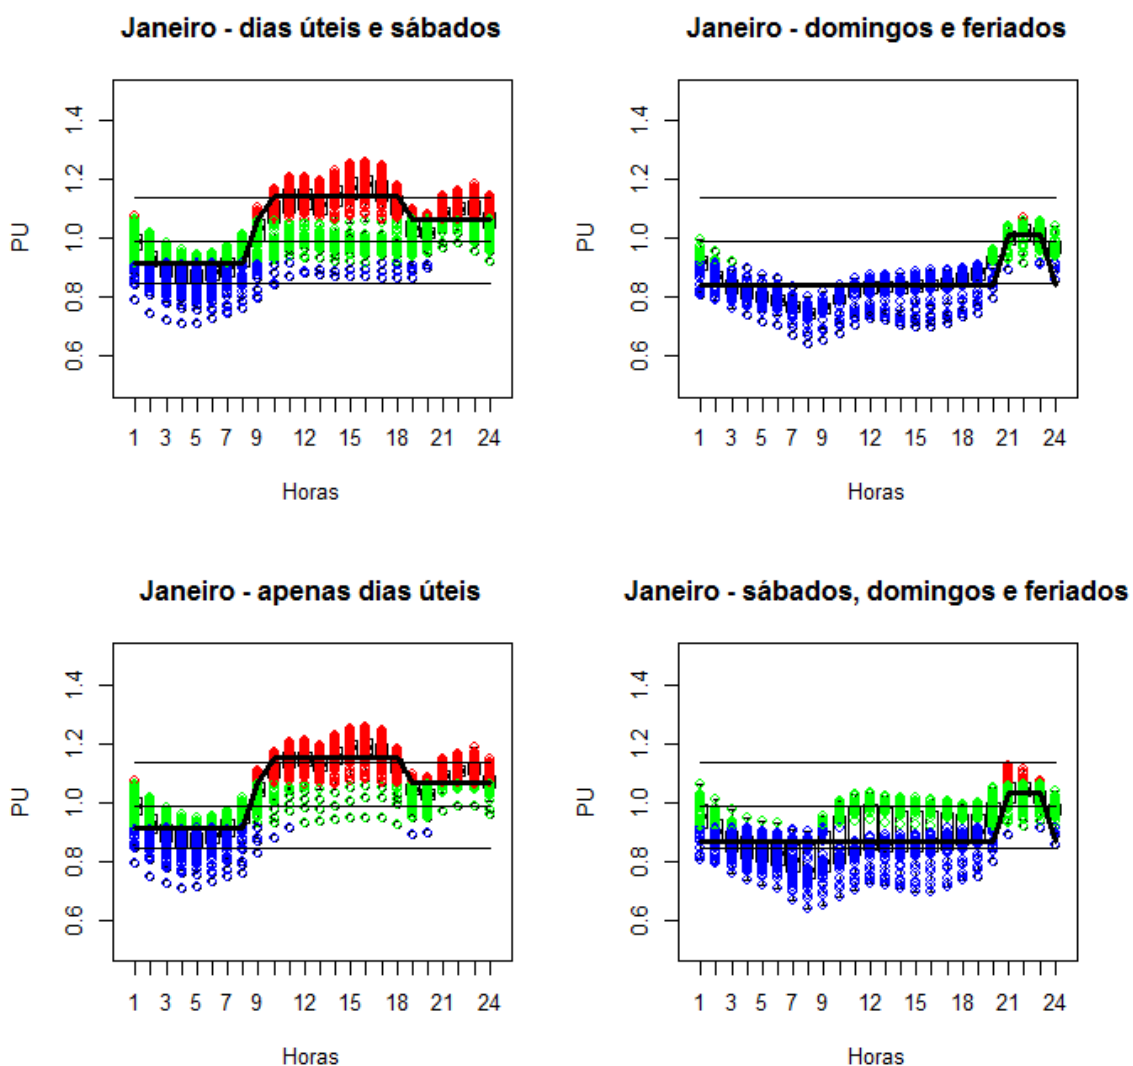 Janeiro - dias úteis e sábados
PU
1.4
1.2
1.0
0.8
0.6
1 3 5 7 9 12 15 18 21 24
Horas
Janeiro - domingos e feriados
PU
1.4
1.2
1.0
0.8
0.6
1 3 5 7 9 12 15 18 21 24
Horas
Janeiro - apenas dias úteis
PU
1.4
1.2
1.0
0.8
0.6
1 3 5 7 9 12 15 18 21 24
Horas
Janeiro - sábados, domingos e feriados
PU
1.4
1.2
1.0
0.8
0.6
1 3 5 7 9 12 15 18 21 24
Horas